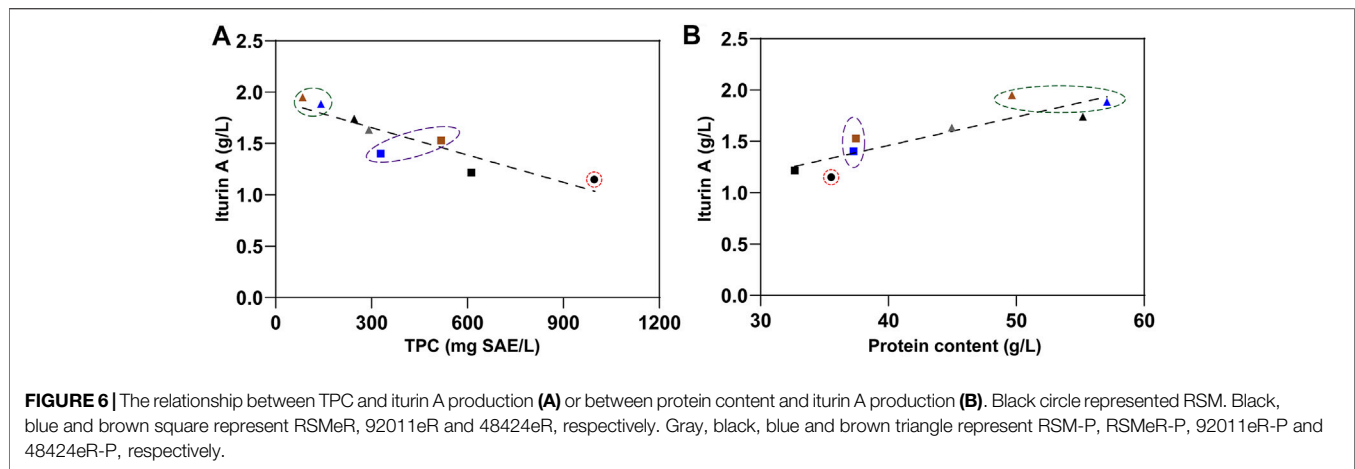 A
2.5
2.0
1.5
1.0
0.5
0.0
Iturin A (g/L)
0 300 600 900 1200
TPC (mg SAE/L)
B
2.5
2.0
1.5
1.0
0.5
0.0
Iturin A (g/L)
30 40 50 60
Protein content (g/L)
FIGURE 6 | The relationship between TPC and iturin A production (A) or between protein content and iturin A production (B). Black circle represented RSM. Black,
blue and brown square represent RSMeR, 92011eR and 48424eR, respectively. Gray, black, blue and brown triangle represent RSM-P, RSMeR-P, 92011eR-P and
48424eR-P, respectively.